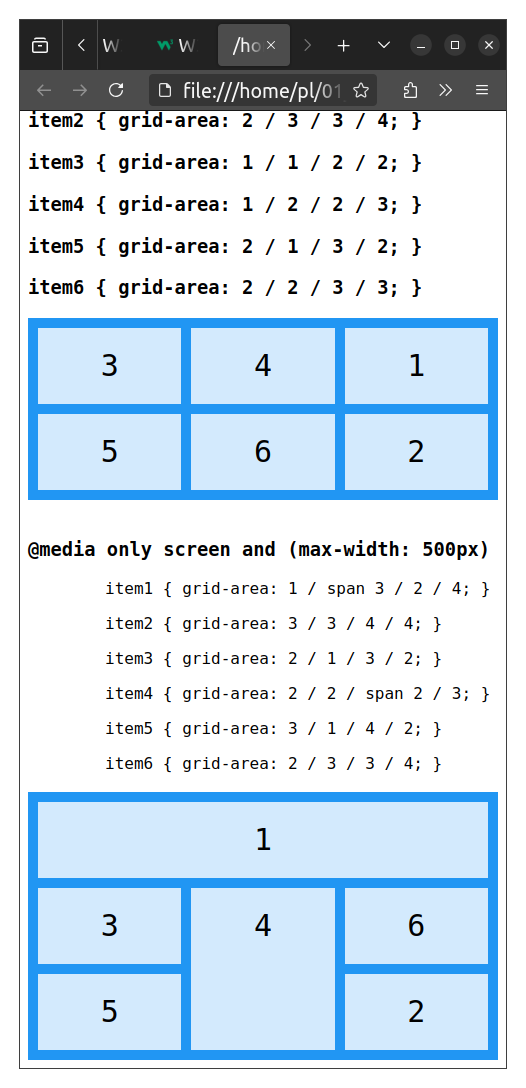 W W /ho
file:///home/pl/01
item2 { grid-area: 2 / 3 / 3 / 4; }
item3 { grid-area: 1 / 1 / 2 / 2; }
item4 { grid-area: 1 / 2 / 2 / 3; }
item5 { grid-area: 2 / 1 / 3 / 2; }
item6 { grid-area: 2 / 2 / 3 / 3; }
3 4 1
5 6 2
@media only screen and (max-width: 500px)
item1 { grid-area: 1 / span 3 / 2 / 4; }
item2 { grid-area: 3 / 3 / 4 / 4; }
item3 { grid-area: 2 / 1 / 3 / 2; }
item4 { grid-area: 2 / 2 / span 2 / 3; }
item5 { grid-area: 3 / 1 / 4 / 2; }
item6 { grid-area: 2 / 3 / 3 / 4; }
1
3 4 6
5 2